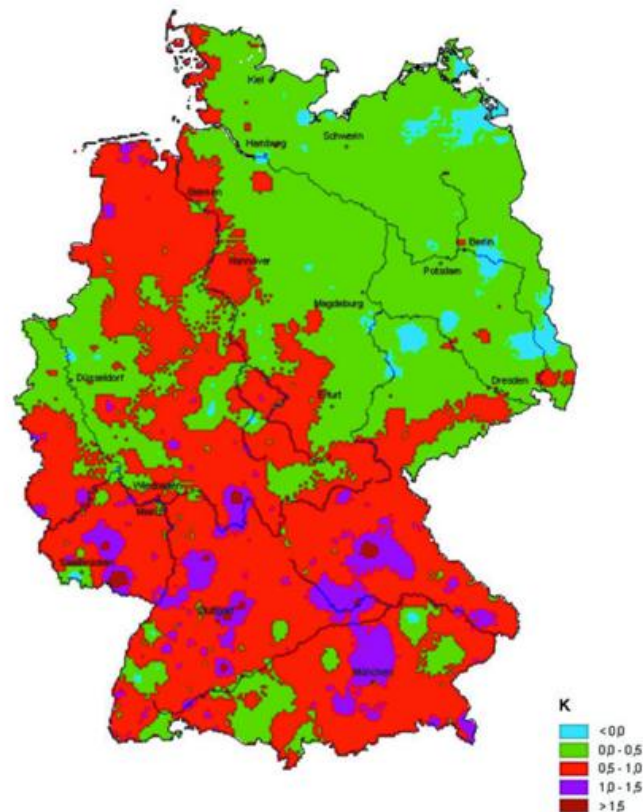 Kiel
Schwerin
Hamburg
Bremen
Berlin
Hannover
Potsdam
Magdeburg
Düsseldorf
Dresden
Erfurt
Wiesbaden
Mainz
Saarbrücken
Stuttgart
München
K
< 0,0
0,0 - 0,5
0,5 - 1,0
1,0 - 1,5
> 1,5